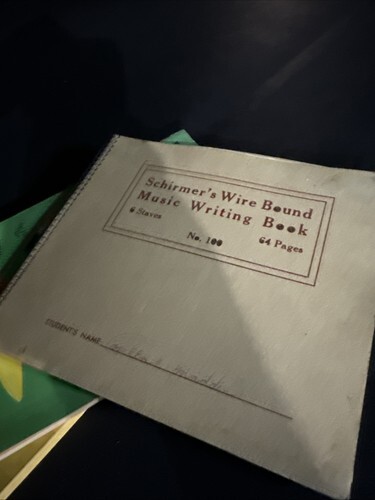 Schirmer's Wire Bound
Music Writing Book
6 Staves
No. 100
64 Pages
STUDENT'S NAME